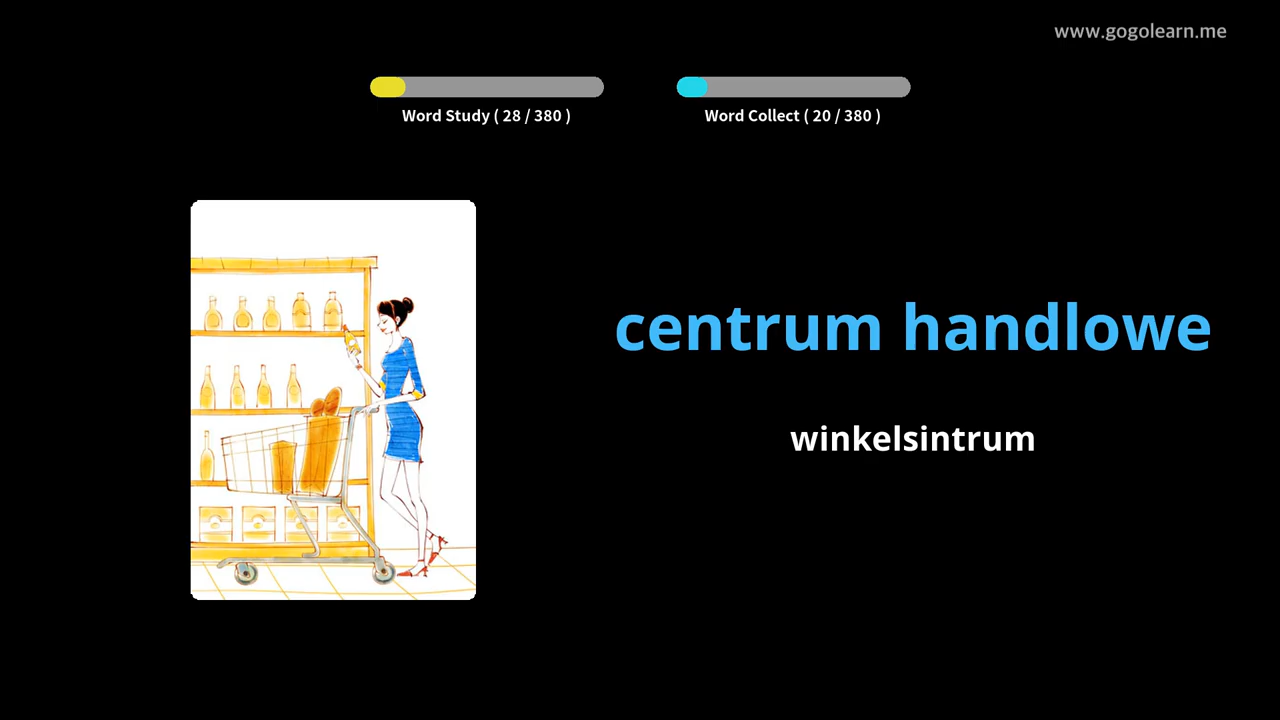 www.gogolearn.me
Word Study ( 28 / 380 )
Word Collect ( 20 / 380 )
centrum handlowe
winkelsintrum